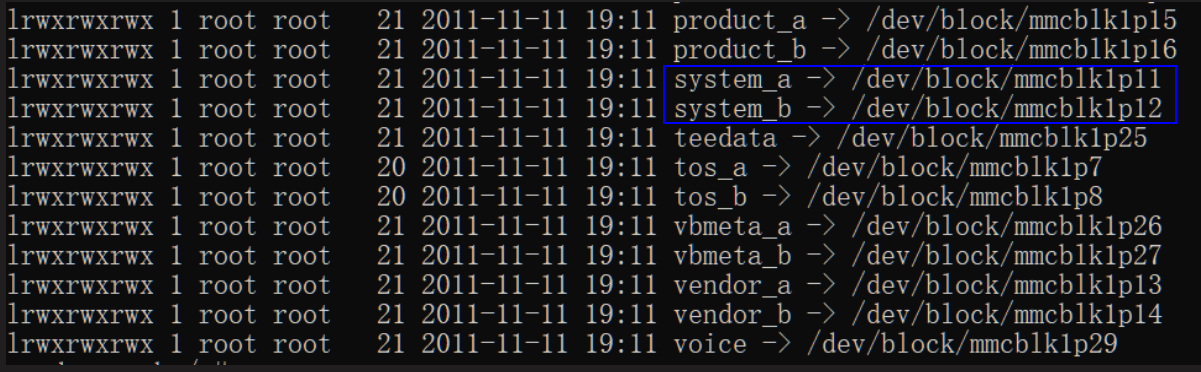 lrwxrwxrwx 1 root root   21 2011-11-11 19:11 product_a -> /dev/block/mmcblk1p15
lrwxrwxrwx 1 root root   21 2011-11-11 19:11 product_b -> /dev/block/mmcblk1p16
lrwxrwxrwx 1 root root   21 2011-11-11 19:11 system_a -> /dev/block/mmcblk1p11
lrwxrwxrwx 1 root root   21 2011-11-11 19:11 system_b -> /dev/block/mmcblk1p12
lrwxrwxrwx 1 root root   21 2011-11-11 19:11 teedata -> /dev/block/mmcblk1p25
lrwxrwxrwx 1 root root   20 2011-11-11 19:11 tos_a -> /dev/block/mmcblk1p7
lrwxrwxrwx 1 root root   20 2011-11-11 19:11 tos_b -> /dev/block/mmcblk1p8
lrwxrwxrwx 1 root root   21 2011-11-11 19:11 vbmeta_a -> /dev/block/mmcblk1p26
lrwxrwxrwx 1 root root   21 2011-11-11 19:11 vbmeta_b -> /dev/block/mmcblk1p27
lrwxrwxrwx 1 root root   21 2011-11-11 19:11 vendor_a -> /dev/block/mmcblk1p13
lrwxrwxrwx 1 root root   21 2011-11-11 19:11 vendor_b -> /dev/block/mmcblk1p14
lrwxrwxrwx 1 root root   21 2011-11-11 19:11 voice -> /dev/block/mmcblk1p29